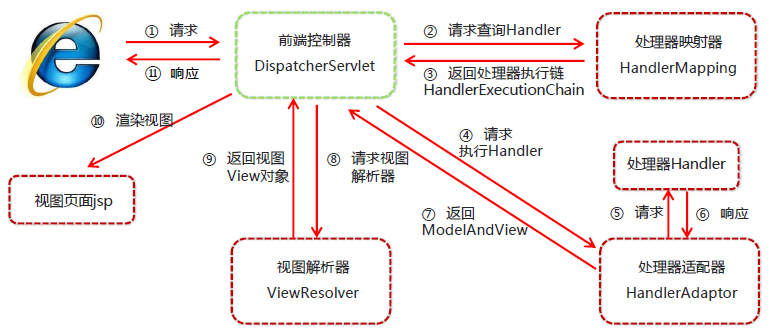 ① 请求
⑪ 响应
前端控制器
DispatcherServlet
② 请求查询Handler
③ 返回处理器执行链
HandlerExecutionChain
处理器映射器
HandlerMapping
⑩ 渲染视图
视图页面jsp
⑨ 返回视图
View对象
⑧ 请求视图
解析器
④ 请求
执行Handler
⑦ 返回
ModelAndView
处理器Handler
⑤ 请求
⑥ 响应
视图解析器
ViewResolver
处理器适配器
HandlerAdaptor